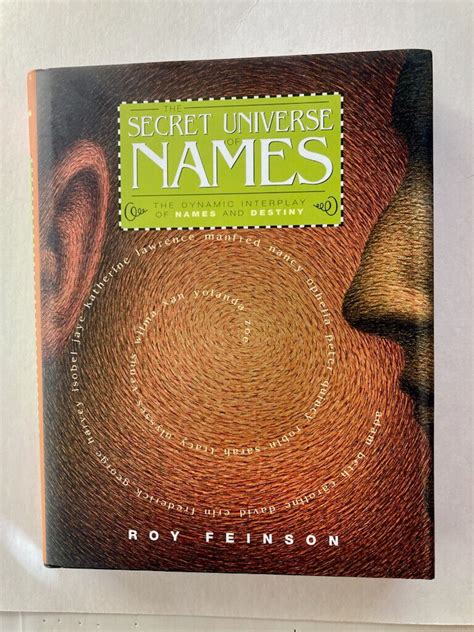 THE
SECRET UNIVERSE
OF
NAMES
THE DYNAMIC INTERPLAY
OF NAMES AND DESTINY
adam beth caroline david erin frederick george harvey isobel jaye katherine lawrence manfred nancy ophelia peter quincy robin sarah tracy ulysses venus wilma xan yolanda zoe
ROY FEINSON